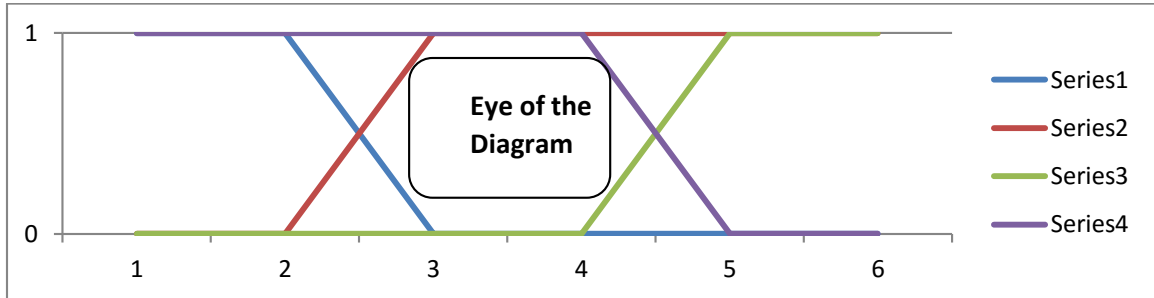 1
Eye of the
Diagram
0
1 2 3 4 5 6
Series1
Series2
Series3
Series4